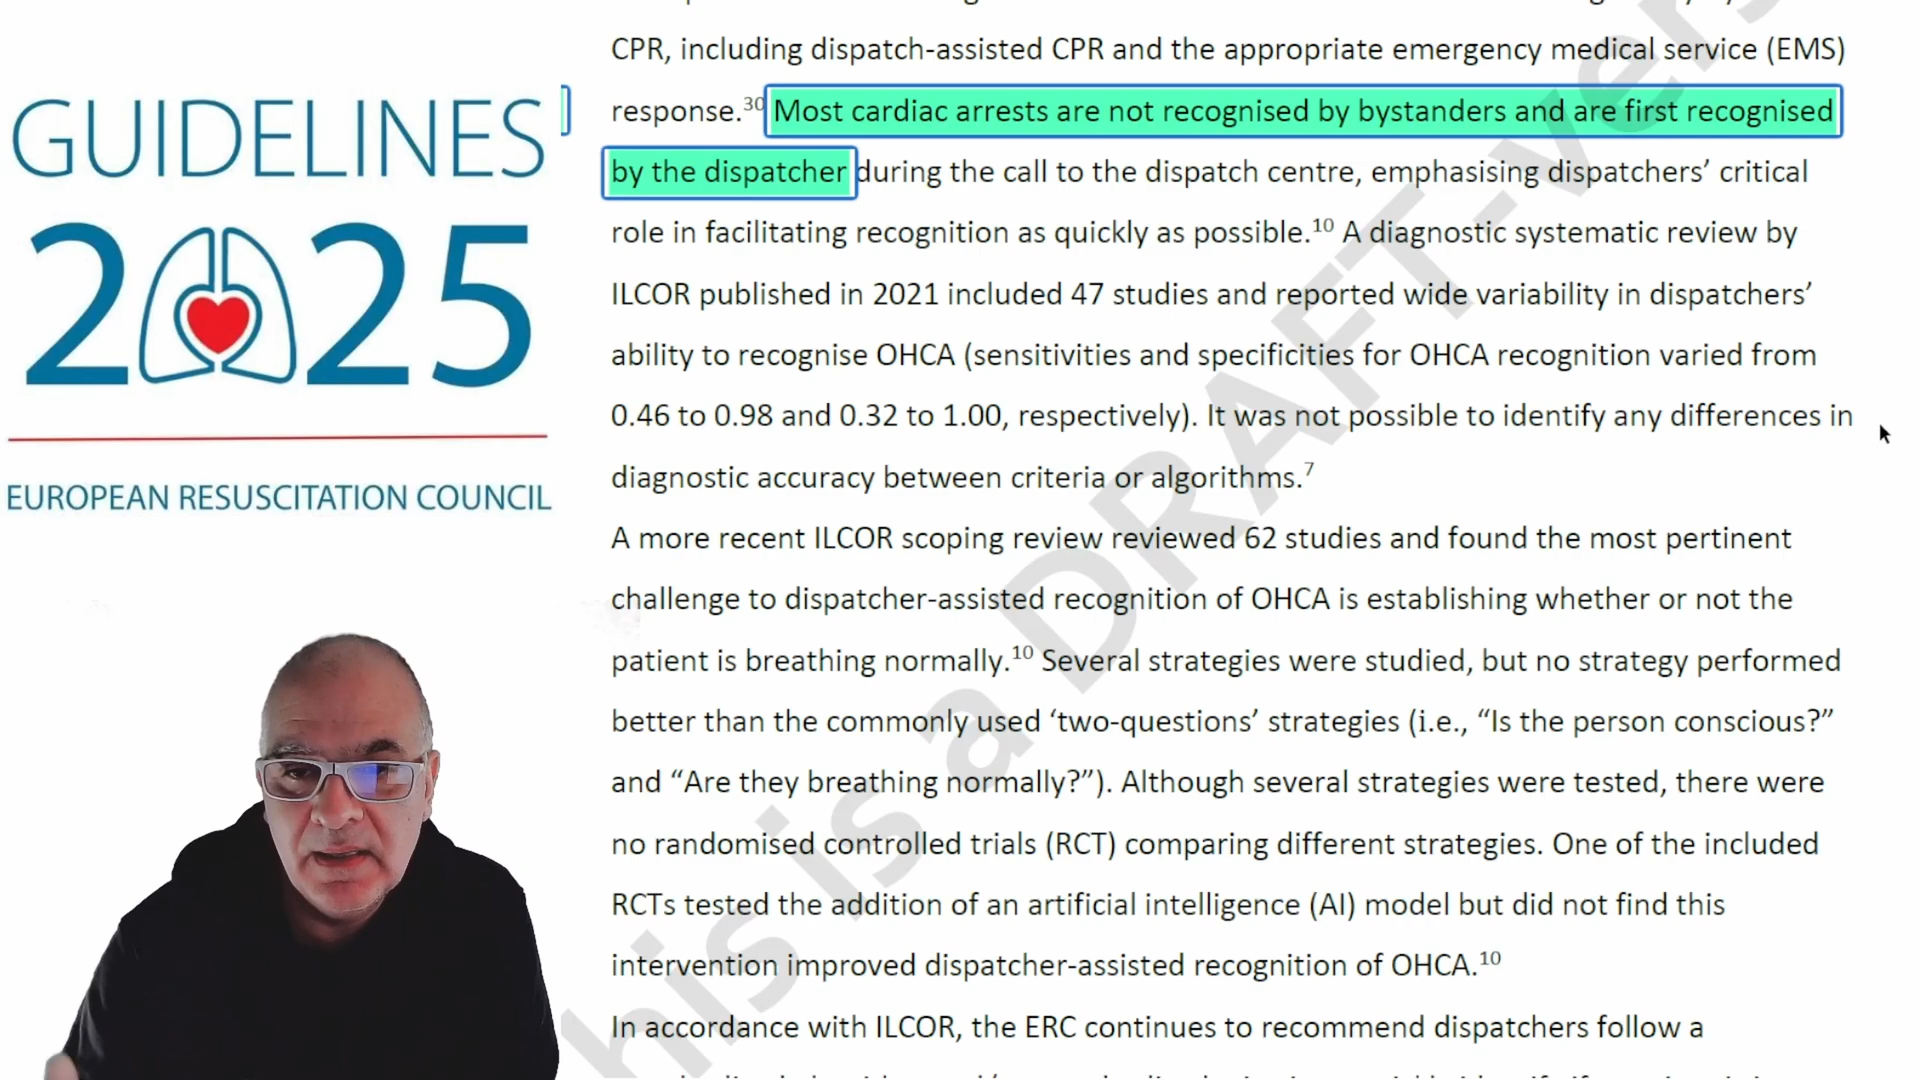 GUIDELINES
2025
EUROPEAN RESUSCITATION COUNCIL
CPR, including dispatch-assisted CPR and the appropriate emergency medical service (EMS)
response.30 Most cardiac arrests are not recognised by bystanders and are first recognised
by the dispatcher during the call to the dispatch centre, emphasising dispatchers’ critical
role in facilitating recognition as quickly as possible.10 A diagnostic systematic review by
ILCOR published in 2021 included 47 studies and reported wide variability in dispatchers’
ability to recognise OHCA (sensitivities and specificities for OHCA recognition varied from
0.46 to 0.98 and 0.32 to 1.00, respectively). It was not possible to identify any differences in
diagnostic accuracy between criteria or algorithms.7
A more recent ILCOR scoping review reviewed 62 studies and found the most pertinent
challenge to dispatcher-assisted recognition of OHCA is establishing whether or not the
patient is breathing normally.10 Several strategies were studied, but no strategy performed
better than the commonly used ‘two-questions’ strategies (i.e., “Is the person conscious?”
and “Are they breathing normally?”). Although several strategies were tested, there were
no randomised controlled trials (RCT) comparing different strategies. One of the included
RCTs tested the addition of an artificial intelligence (AI) model but did not find this
intervention improved dispatcher-assisted recognition of OHCA.10
In accordance with ILCOR, the ERC continues to recommend dispatchers follow a
is a DRAFT